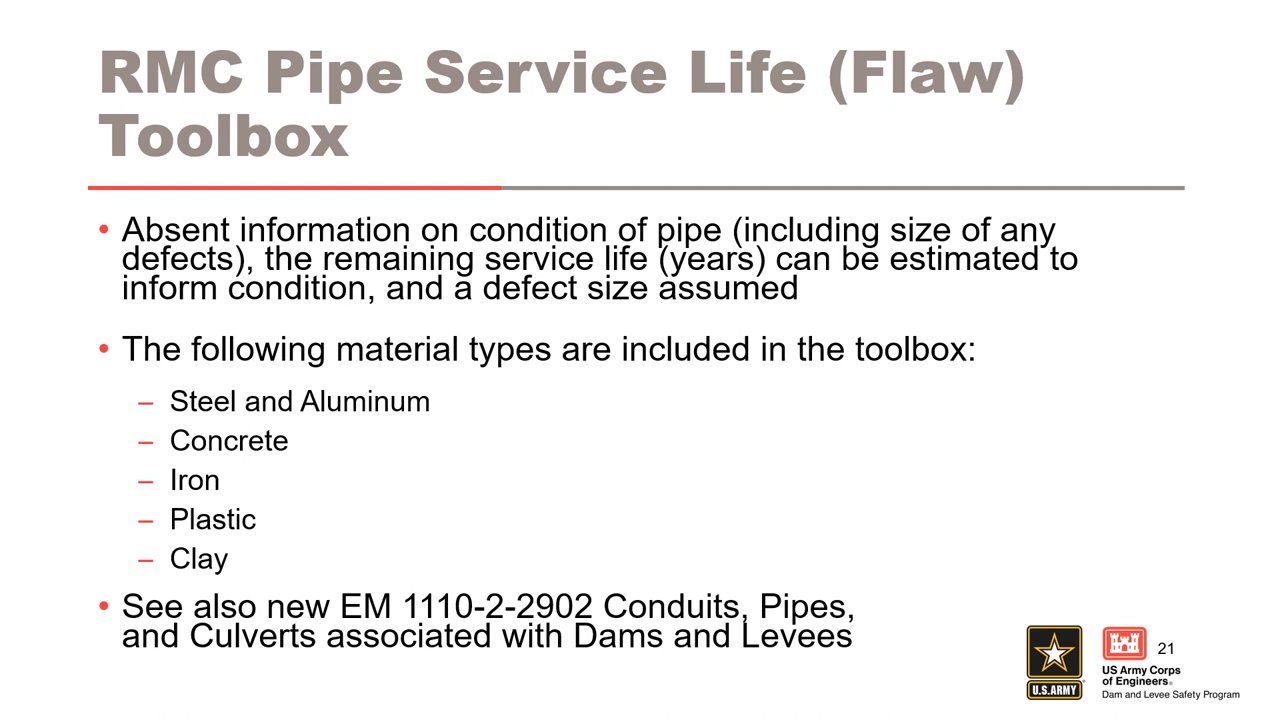 RMC Pipe Service Life (Flaw)
Toolbox
• Absent information on condition of pipe (including size of any
defects), the remaining service life (years) can be estimated to
inform condition, and a defect size assumed
• The following material types are included in the toolbox:
– Steel and Aluminum
– Concrete
– Iron
– Plastic
– Clay
• See also new EM 1110-2-2902 Conduits, Pipes,
and Culverts associated with Dams and Levees
U.S.ARMY
21
US Army Corps
of Engineers®
Dam and Levee Safety Program